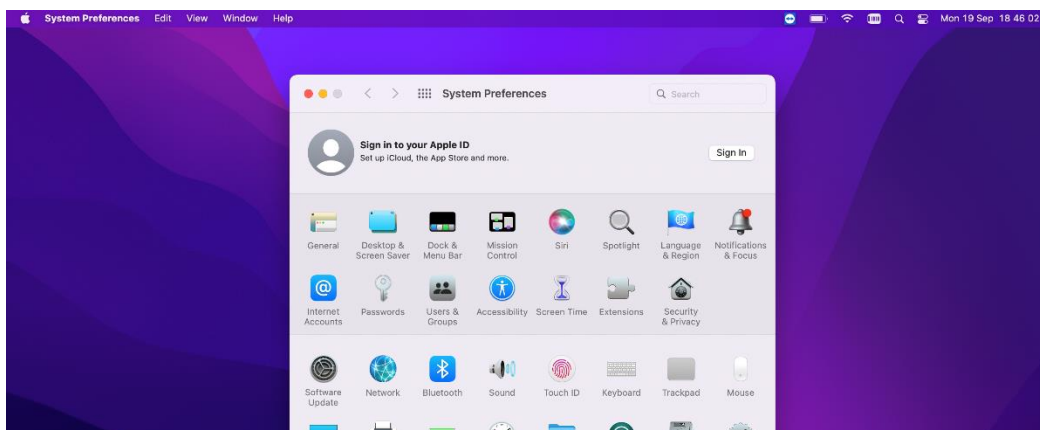 System Preferences Edit View Window Help Mon 19 Sep 18 46 02
System Preferences Search
Sign in to your Apple ID
Set up iCloud, the App Store and more.
Sign In
General Desktop & Screen Saver Dock & Menu Bar Mission Control Siri Spotlight Language & Region Notifications & Focus
Internet Accounts Passwords Users & Groups Accessibility Screen Time Extensions Security & Privacy
Software Update Network Bluetooth Sound Touch ID Keyboard Trackpad Mouse